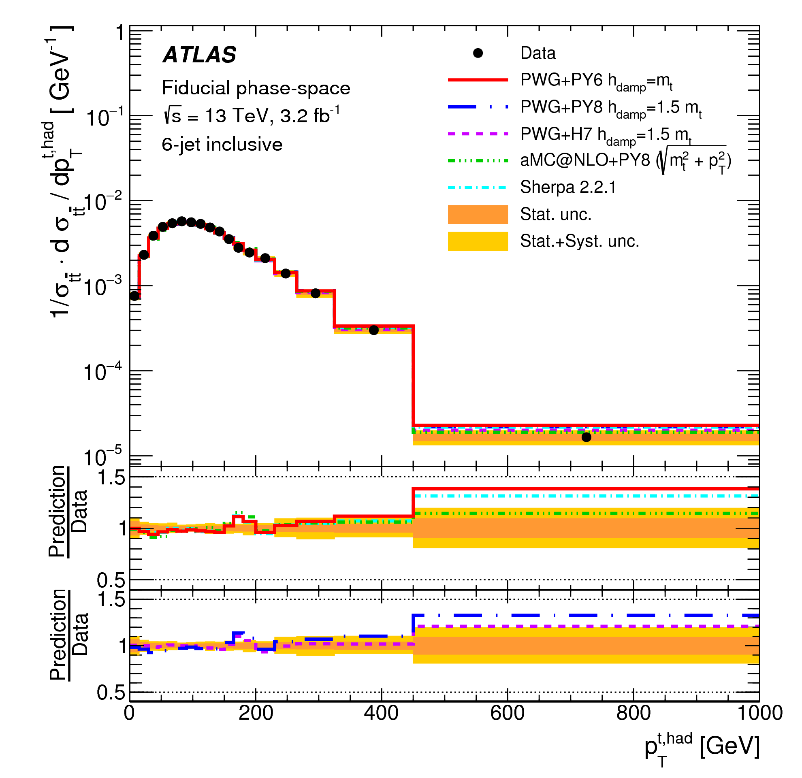 ATLAS
Fiducial phase-space
√s = 13 TeV, 3.2 fb⁻¹
6-jet inclusive
Data
PWG+PY6 h_damp=m_t
PWG+PY8 h_damp=1.5 m_t
PWG+H7 h_damp=1.5 m_t
aMC@NLO+PY8 (√m_t^2 + p_T^2)
Sherpa 2.2.1
Stat. unc.
Stat.+Syst. unc.
1/σ_tt̄ · d σ_tt̄ / dp_T^t,had [ GeV⁻¹]
1
10⁻¹
10⁻²
10⁻³
10⁻⁴
10⁻⁵
Prediction
Data
1.5
1
0.5
Prediction
Data
1.5
1
0.5
0 200 400 600 800 1000
p_T^t,had [GeV]